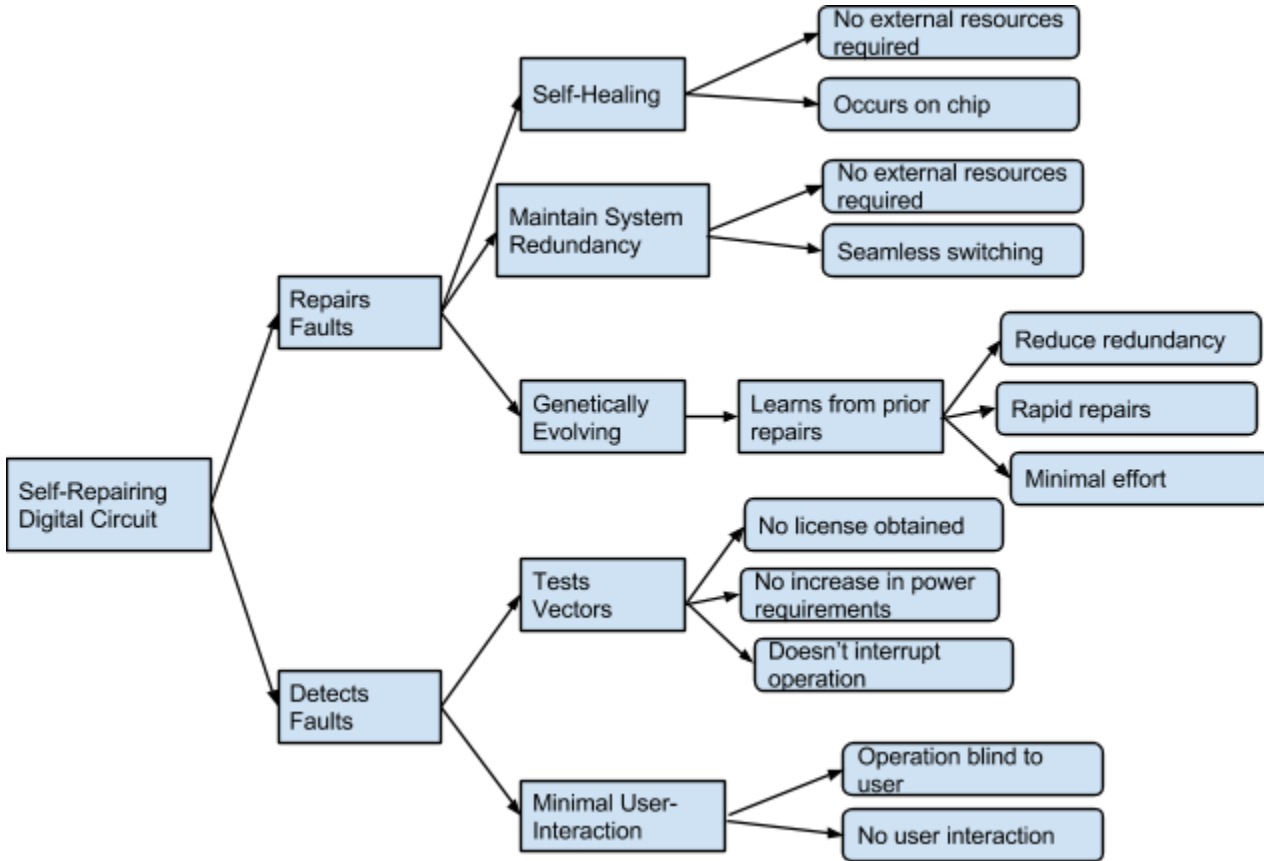 No external resources
required
Self-Healing
Occurs on chip
No external resources
required
Maintain System
Redundancy
Seamless switching
Repairs
Faults
Reduce redundancy
Genetically
Evolving
Learns from prior
repairs
Rapid repairs
Minimal effort
Self-Repairing
Digital Circuit
No license obtained
Tests
Vectors
No increase in power
requirements
Doesn't interrupt
operation
Detects
Faults
Operation blind to
user
Minimal User-
Interaction
No user interaction